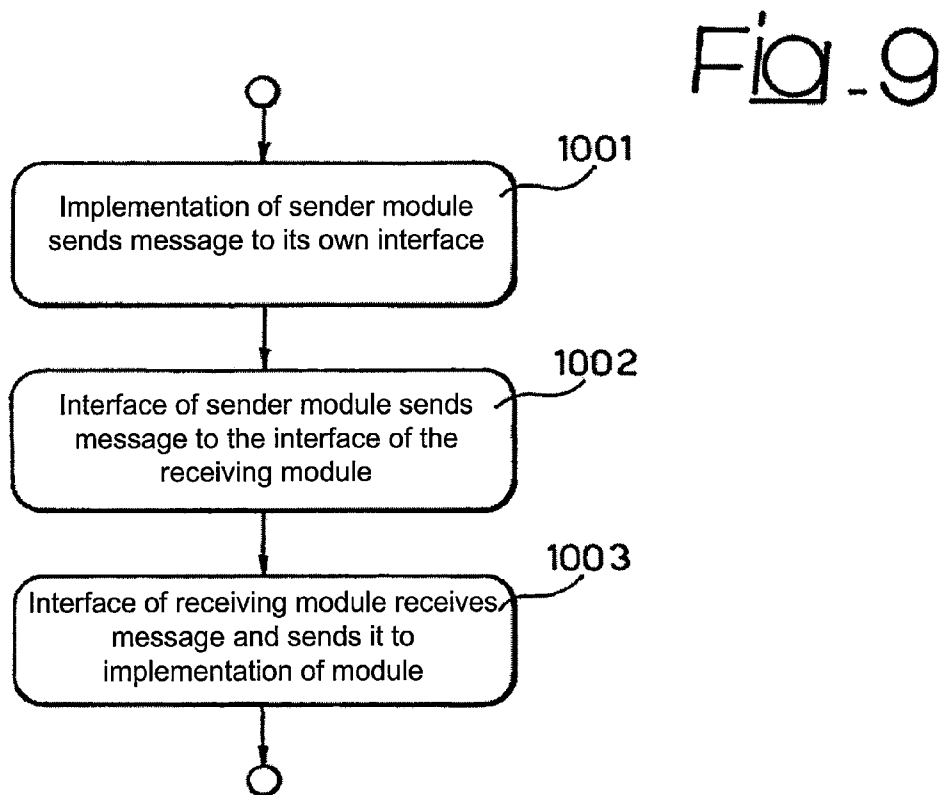 Fig - 9
1001
Implementation of sender module
sends message to its own interface
1002
Interface of sender module sends
message to the interface of the
receiving module
1003
Interface of receiving module receives
message and sends it to
implementation of module